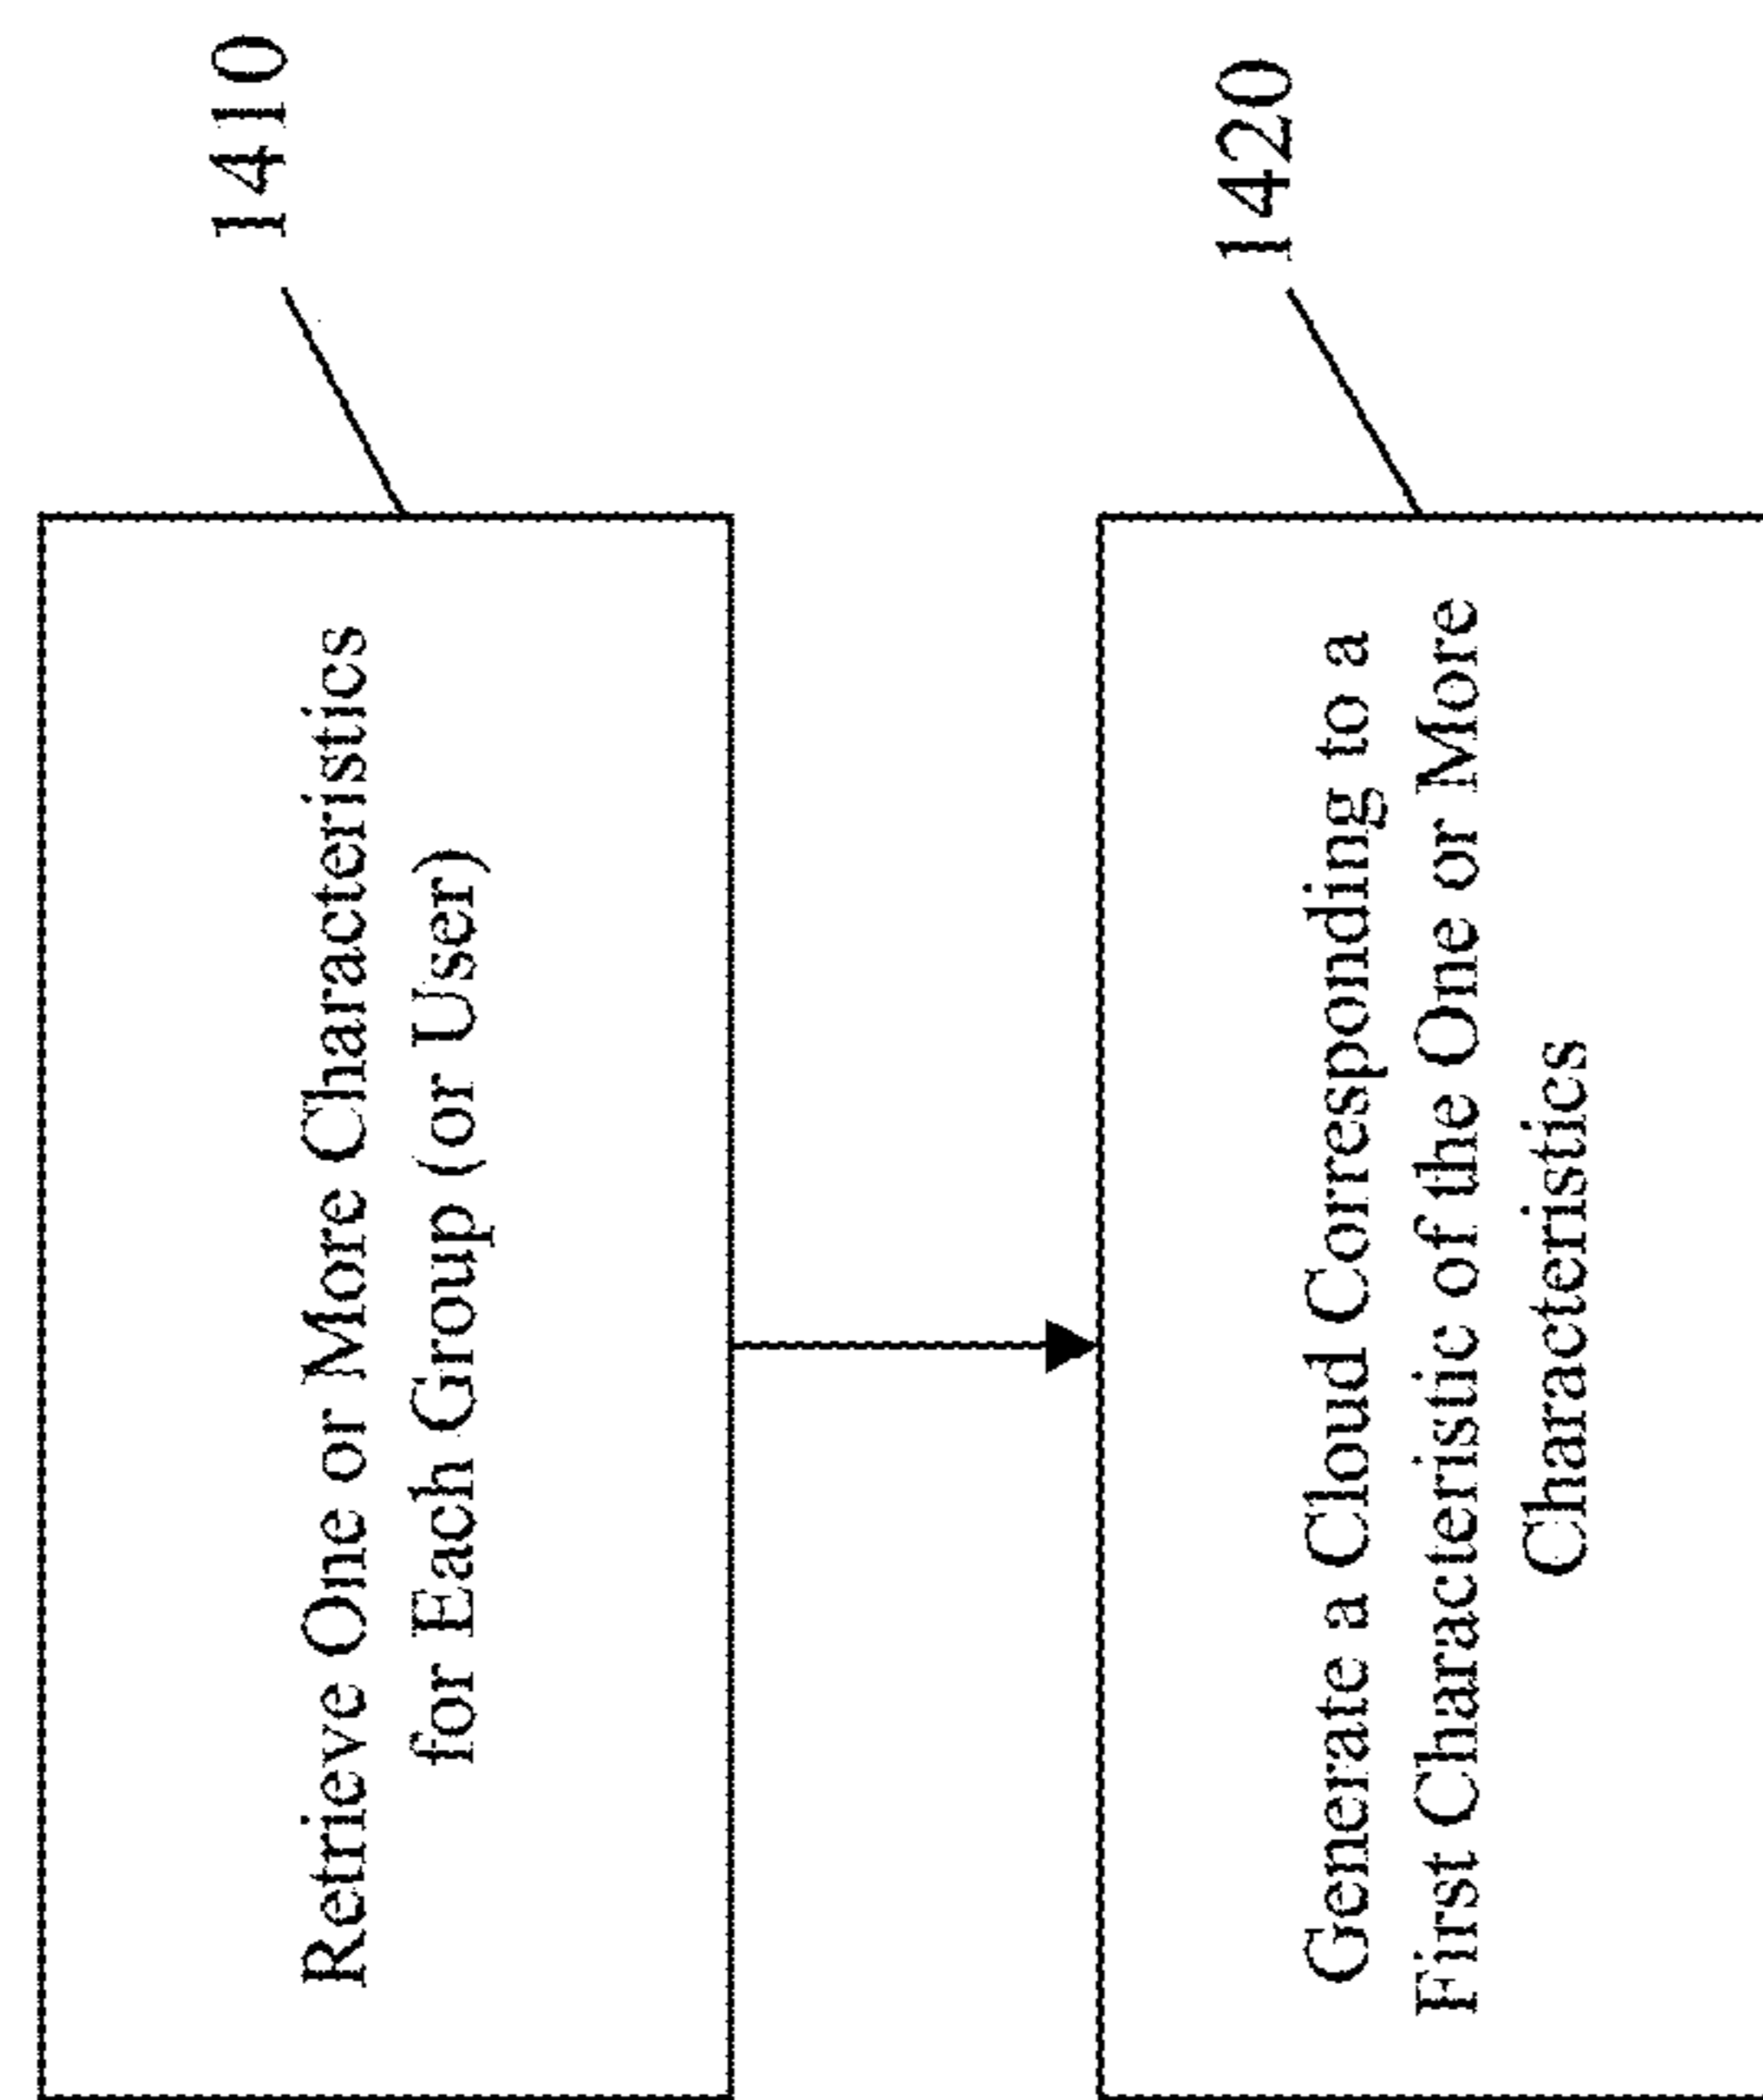 1410
Retrieve One or More Characteristics
for Each Group (or User)
1420
Generate a Cloud Corresponding to a
First Characteristic of the One or More
Characteristics